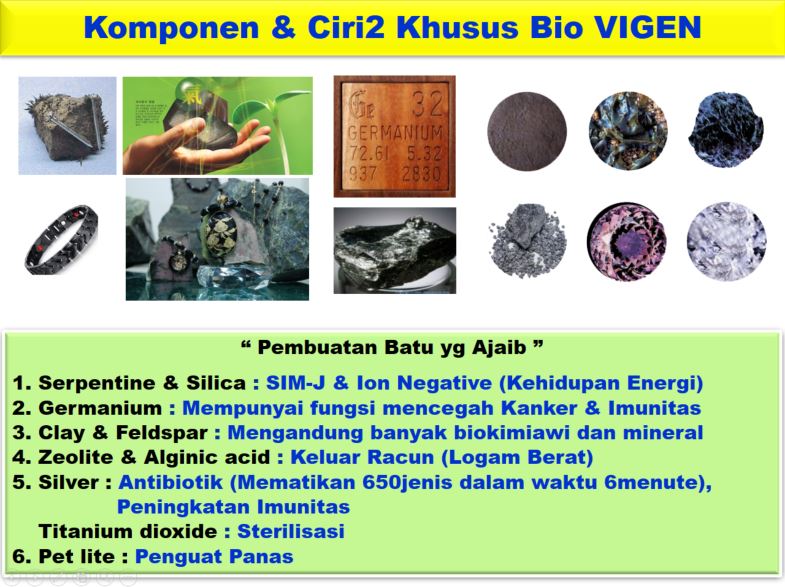 Komponen & Ciri2 Khusus Bio VIGEN
Ge 32
GERMANIUM
72.61 5.32
937 2830
“ Pembuatan Batu yg Ajaib ”
1. Serpentine & Silica : SIM-J & Ion Negative (Kehidupan Energi)
2. Germanium : Mempunyai fungsi mencegah Kanker & Imunitas
3. Clay & Feldspar : Mengandung banyak biokimiawi dan mineral
4. Zeolite & Alginic acid : Keluar Racun (Logam Berat)
5. Silver : Antibiotik (Mematikan 650jenis dalam waktu 6menute),
Peningkatan Imunitas
Titanium dioxide : Sterilisasi
6. Pet lite : Penguat Panas